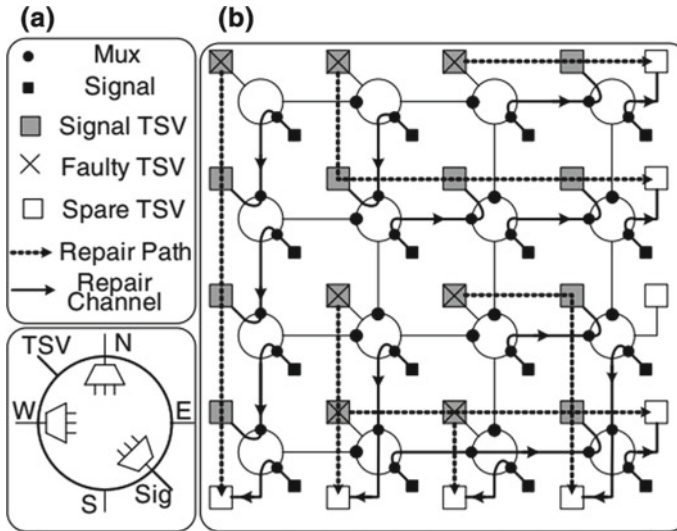 (a)
Mux
Signal
Signal TSV
Faulty TSV
Spare TSV
Repair Path
Repair
Channel
TSV
N
W
E
S
Sig
(b)